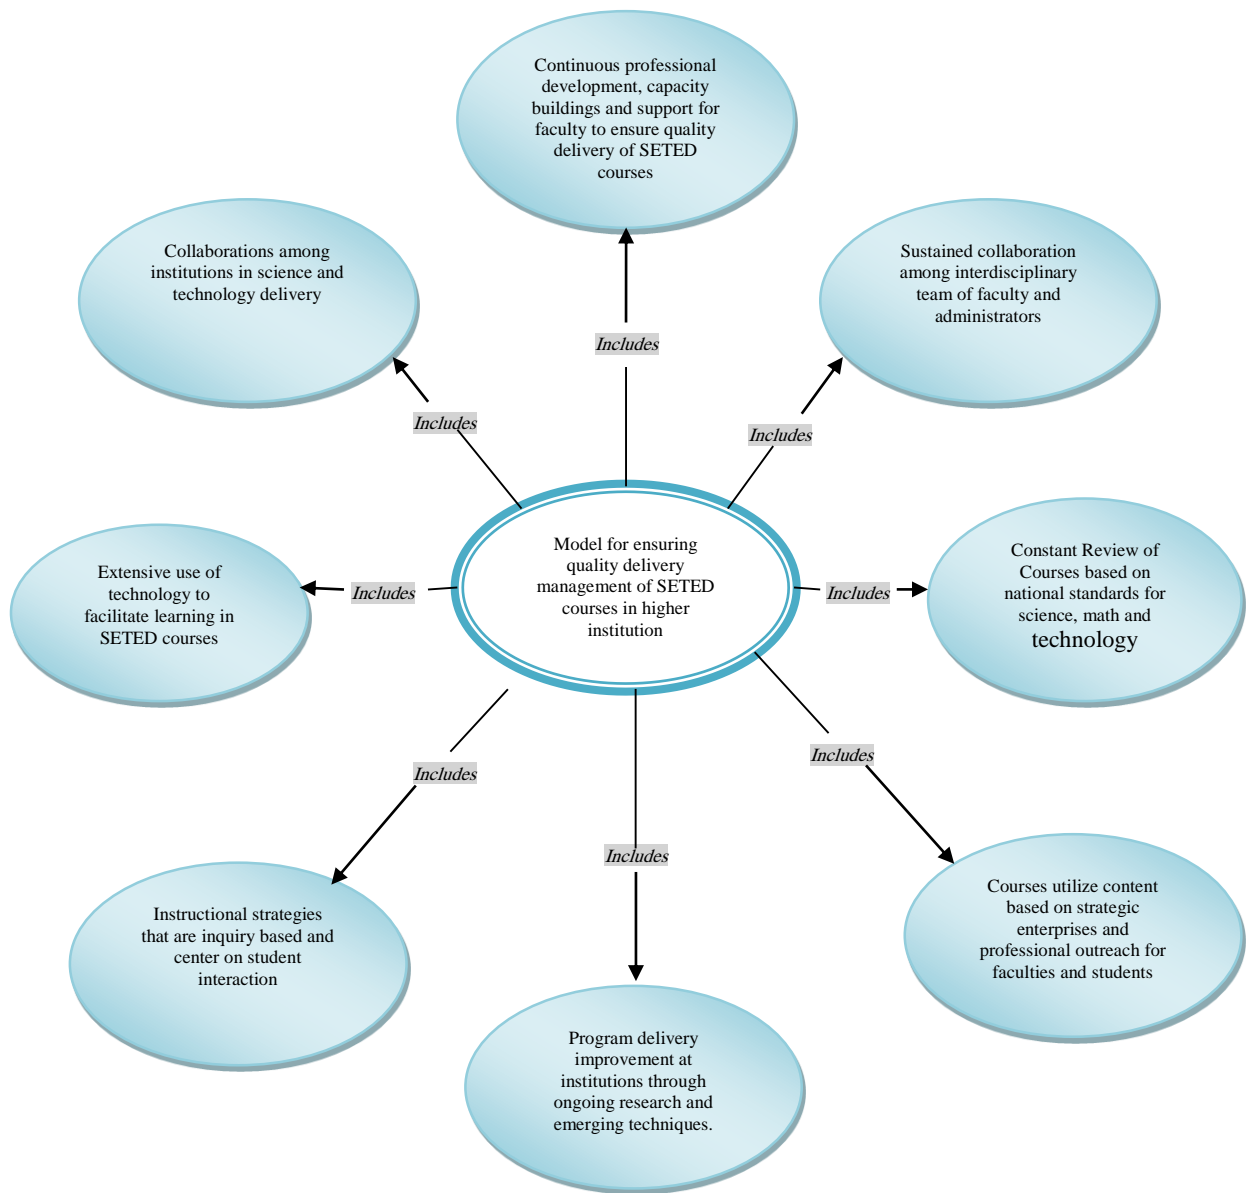 Continuous professional
development, capacity
buildings and support for
faculty to ensure quality
delivery of SETED
courses
Collaborations among
institutions in science and
technology delivery
Sustained collaboration
among interdisciplinary
team of faculty and
administrators
Includes
Includes
Includes
Model for ensuring
quality delivery
management of SETED
courses in higher
institution
Extensive use of
technology to
facilitate learning in
SETED courses
Includes
Includes
Constant Review of
Courses based on
national standards for
science, math and
technology
Includes
Includes
Includes
Instructional strategies
that are inquiry based and
center on student
interaction
Courses utilize content
based on strategic
enterprises and
professional outreach for
faculties and students
Program delivery
improvement at
institutions through
ongoing research and
emerging techniques.